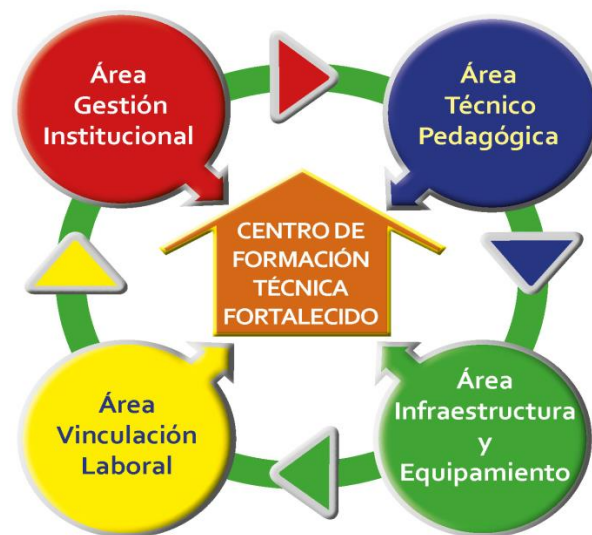 Área
Gestión
Institucional
Área
Técnico
Pedagógica
CENTRO DE
FORMACIÓN
TÉCNICA
FORTALECIDO
Área
Vinculación
Laboral
Área
Infraestructura
y
Equipamiento